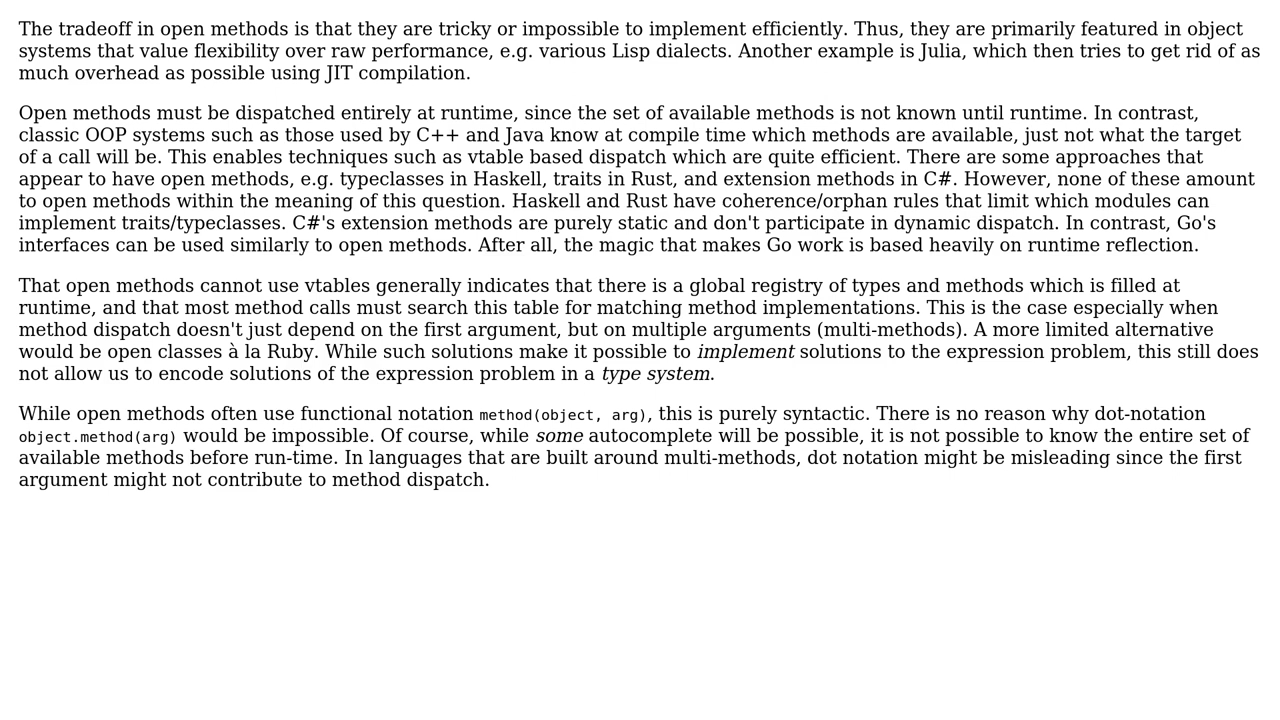 The tradeoff in open methods is that they are tricky or impossible to implement efficiently. Thus, they are primarily featured in object
systems that value flexibility over raw performance, e.g. various Lisp dialects. Another example is Julia, which then tries to get rid of as
much overhead as possible using JIT compilation.
Open methods must be dispatched entirely at runtime, since the set of available methods is not known until runtime. In contrast,
classic OOP systems such as those used by C++ and Java know at compile time which methods are available, just not what the target
of a call will be. This enables techniques such as vtable based dispatch which are quite efficient. There are some approaches that
appear to have open methods, e.g. typeclasses in Haskell, traits in Rust, and extension methods in C#. However, none of these amount
to open methods within the meaning of this question. Haskell and Rust have coherence/orphan rules that limit which modules can
implement traits/typeclasses. C#'s extension methods are purely static and don't participate in dynamic dispatch. In contrast, Go's
interfaces can be used similarly to open methods. After all, the magic that makes Go work is based heavily on runtime reflection.
That open methods cannot use vtables generally indicates that there is a global registry of types and methods which is filled at
runtime, and that most method calls must search this table for matching method implementations. This is the case especially when
method dispatch doesn't just depend on the first argument, but on multiple arguments (multi-methods). A more limited alternative
would be open classes à la Ruby. While such solutions make it possible to implement solutions to the expression problem, this still does
not allow us to encode solutions of the expression problem in a type system.
While open methods often use functional notation method(object, arg), this is purely syntactic. There is no reason why dot-notation
object.method(arg) would be impossible. Of course, while some autocomplete will be possible, it is not possible to know the entire set of
available methods before run-time. In languages that are built around multi-methods, dot notation might be misleading since the first
argument might not contribute to method dispatch.